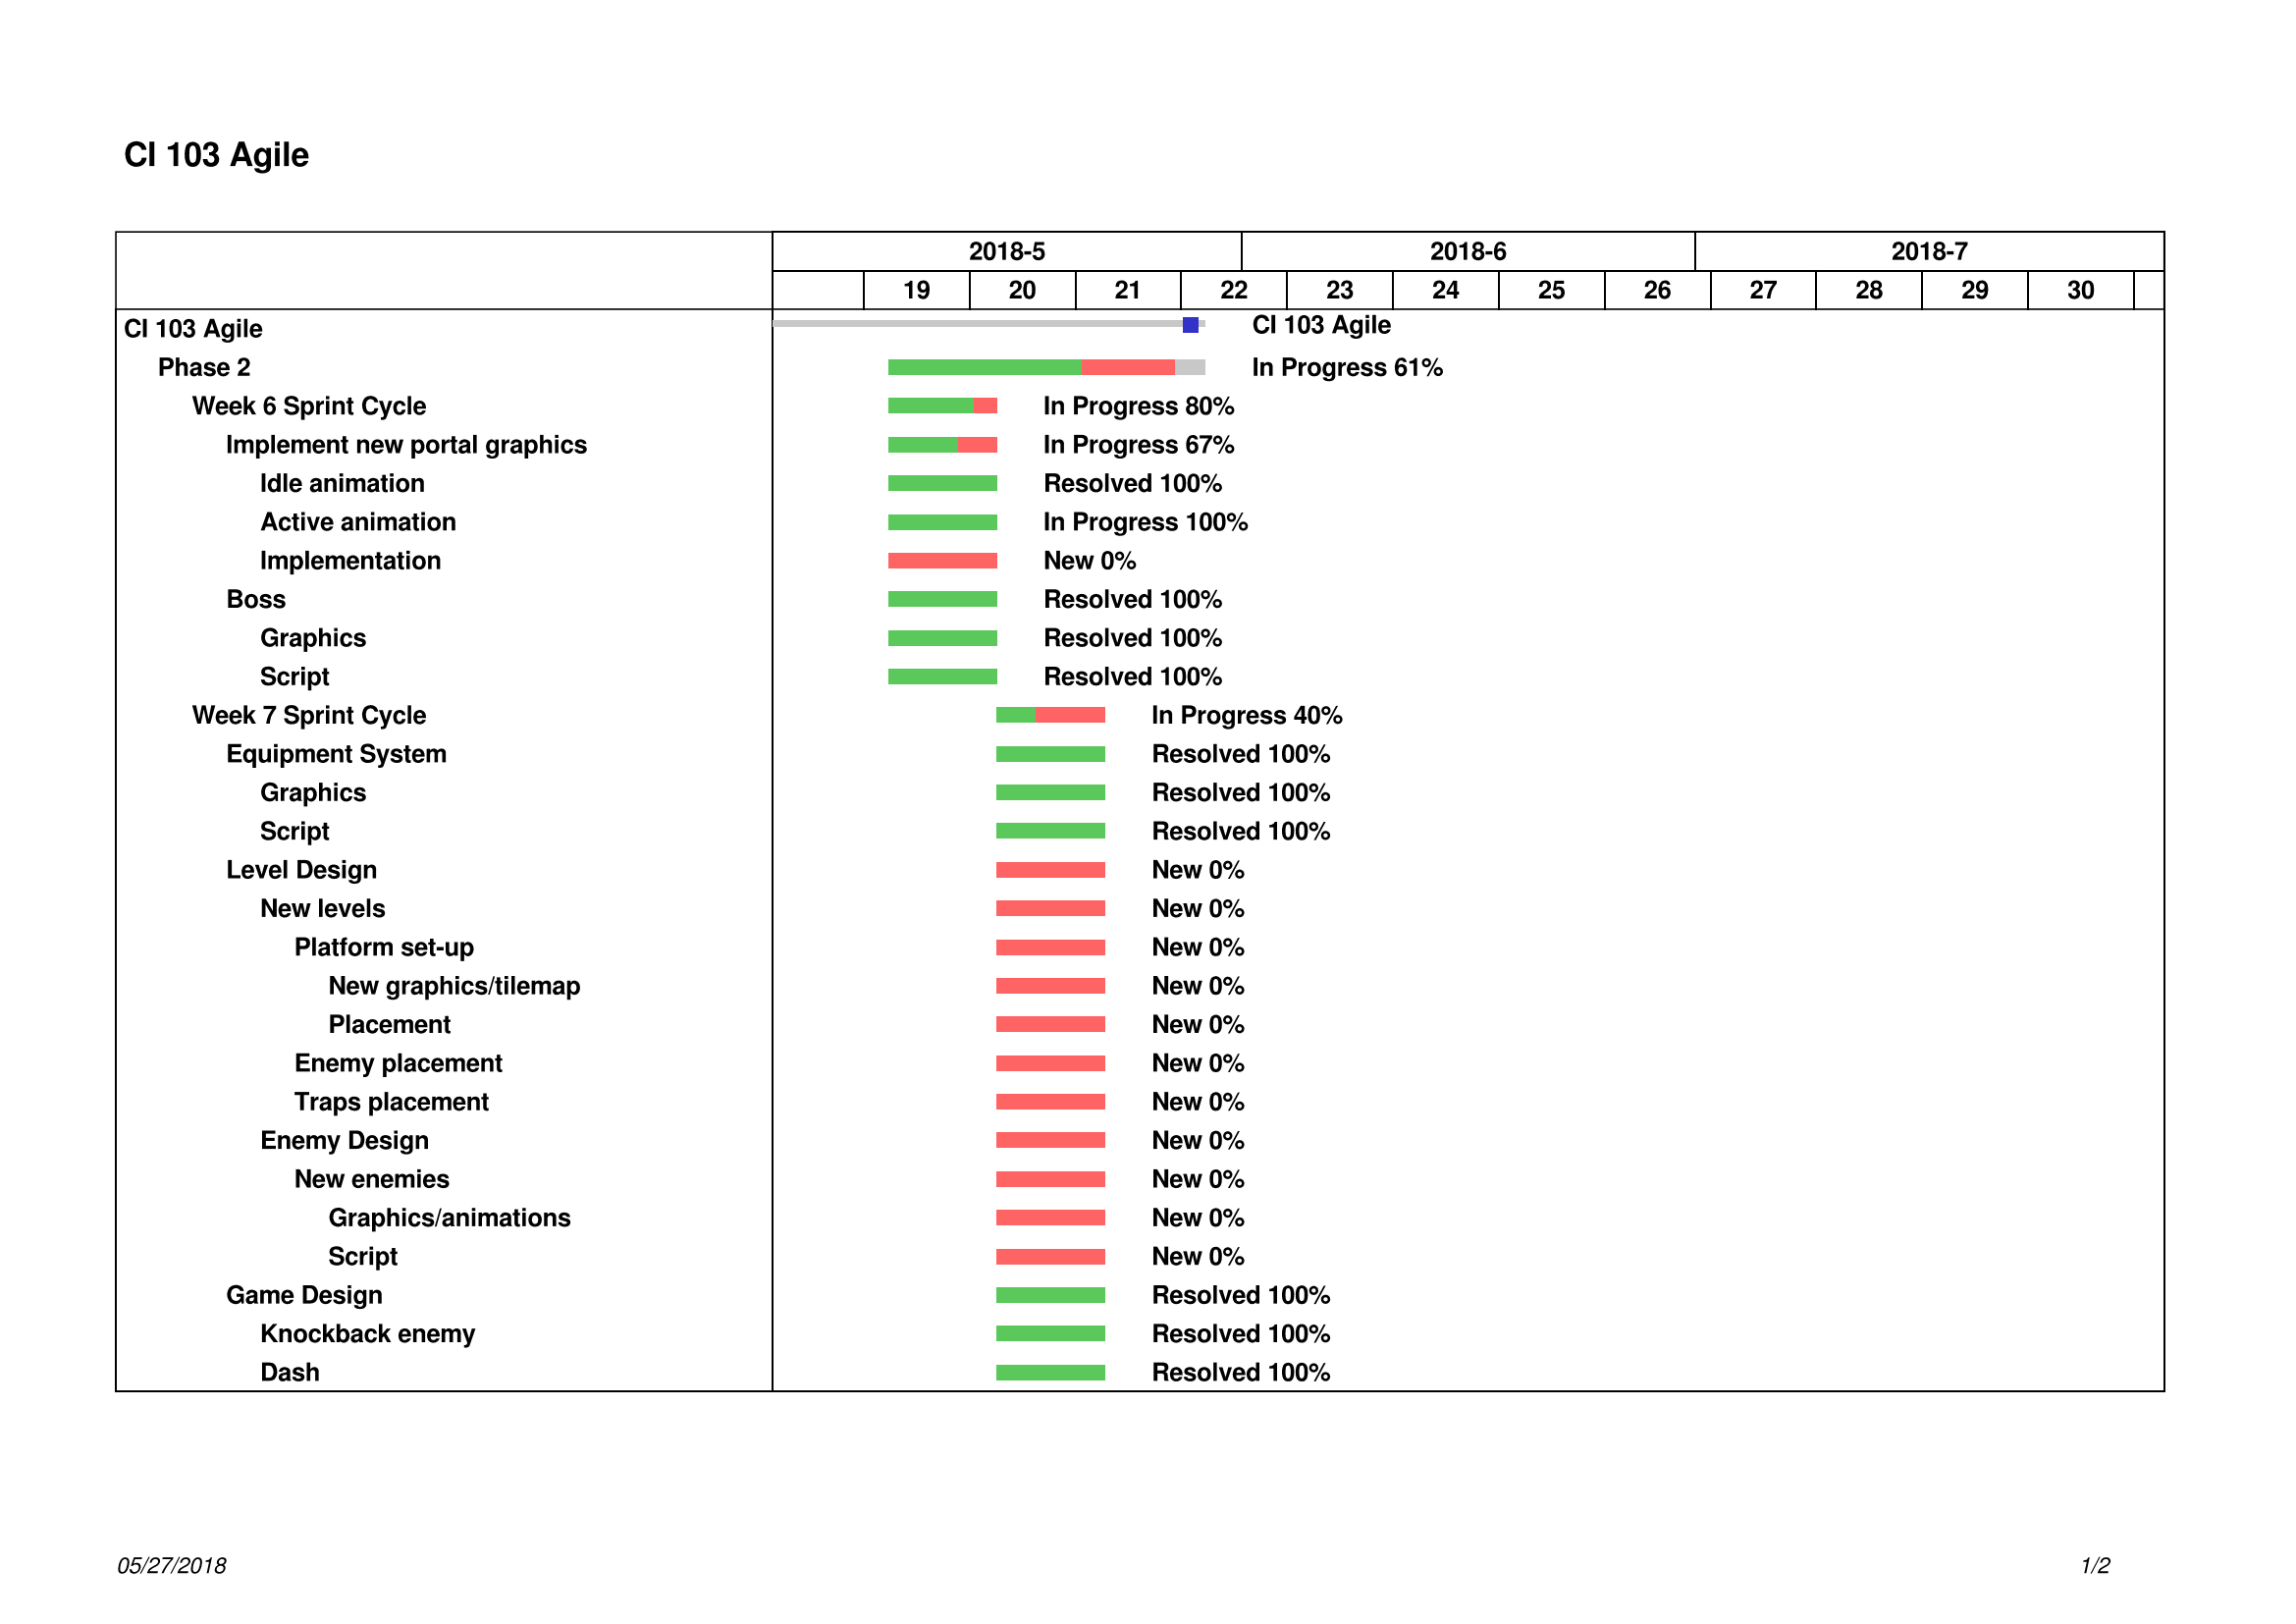 CI 103 Agile
2018-5 2018-6 2018-7
19 20 21 22 23 24 25 26 27 28 29 30
CI 103 Agile CI 103 Agile
Phase 2 In Progress 61%
Week 6 Sprint Cycle In Progress 80%
Implement new portal graphics In Progress 67%
Idle animation Resolved 100%
Active animation In Progress 100%
Implementation New 0%
Boss Resolved 100%
Graphics Resolved 100%
Script Resolved 100%
Week 7 Sprint Cycle In Progress 40%
Equipment System Resolved 100%
Graphics Resolved 100%
Script Resolved 100%
Level Design New 0%
New levels New 0%
Platform set-up New 0%
New graphics/tilemap New 0%
Placement New 0%
Enemy placement New 0%
Traps placement New 0%
Enemy Design New 0%
New enemies New 0%
Graphics/animations New 0%
Script New 0%
Game Design Resolved 100%
Knockback enemy Resolved 100%
Dash Resolved 100%
05/27/2018 1/2